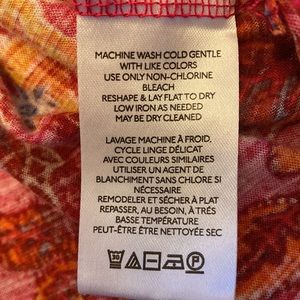 MACHINE WASH COLD GENTLE
WITH LIKE COLORS
USE ONLY NON-CHLORINE
BLEACH
RESHAPE & LAY FLAT TO DRY
LOW IRON AS NEEDED
MAY BE DRY CLEANED
LAVAGE MACHINE À FROID,
CYCLE LINGE DÉLICAT
AVEC COULEURS SIMILAIRES
UTILISER UN AGENT DE
BLANCHIMENT SANS CHLORE SI
NÉCESSAIRE
REMODELER ET SÉCHER À PLAT
REPASSER, AU BESOIN, À TRÉS
BASSE TEMPÉRATURE
PEUT-ÊTRE ÊTRE NETTOYÉE SEC